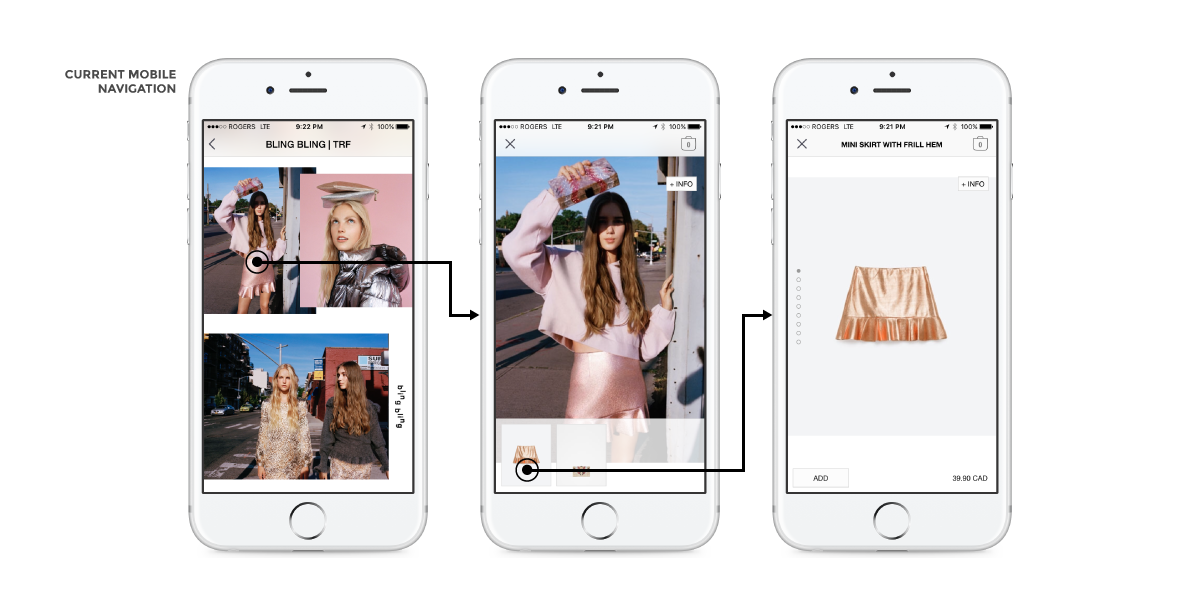 CURRENT MOBILE
NAVIGATION
ROGERS LTE 9:22 PM 100%
BLING BLING | TRF
SUN
bling bling
ROGERS LTE 9:21 PM 100%
0
+ INFO
ROGERS LTE 9:21 PM 100%
MINI SKIRT WITH FRILL HEM
0
+ INFO
ADD
39.90 CAD